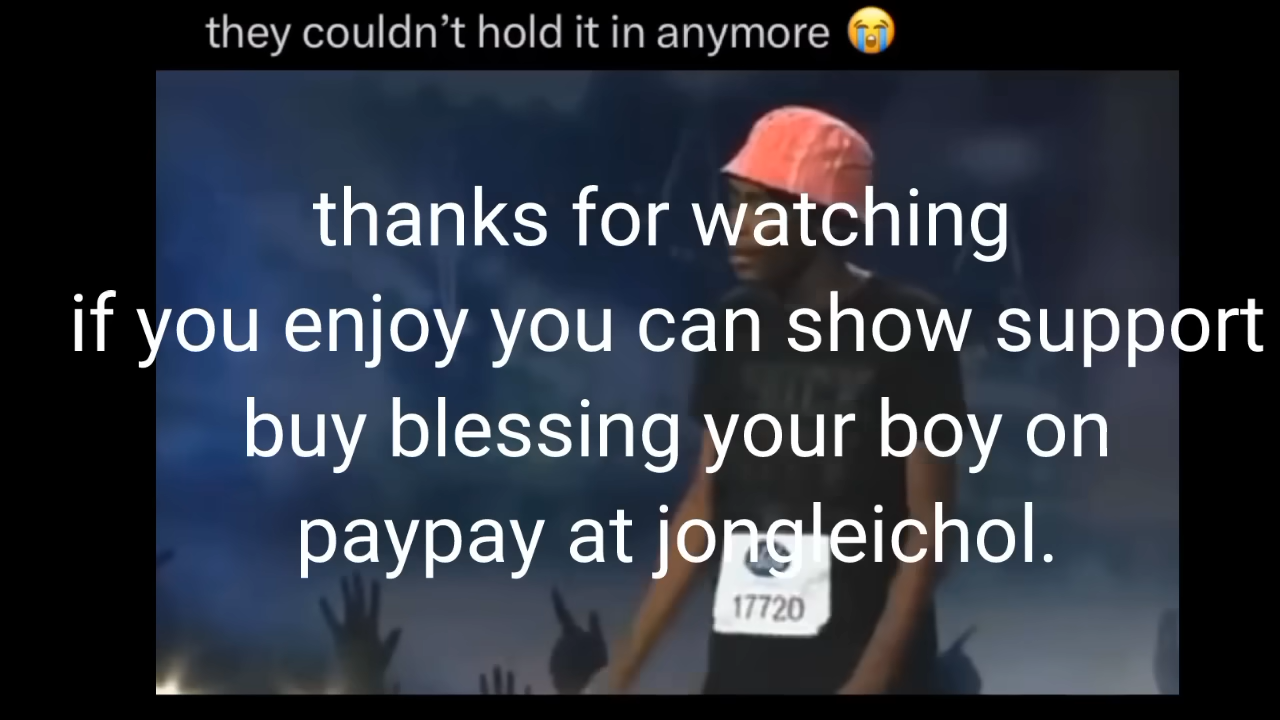 they couldn’t hold it in anymore 😭
thanks for watching
if you enjoy you can show support
buy blessing your boy on
paypay at jongleichol.
17720